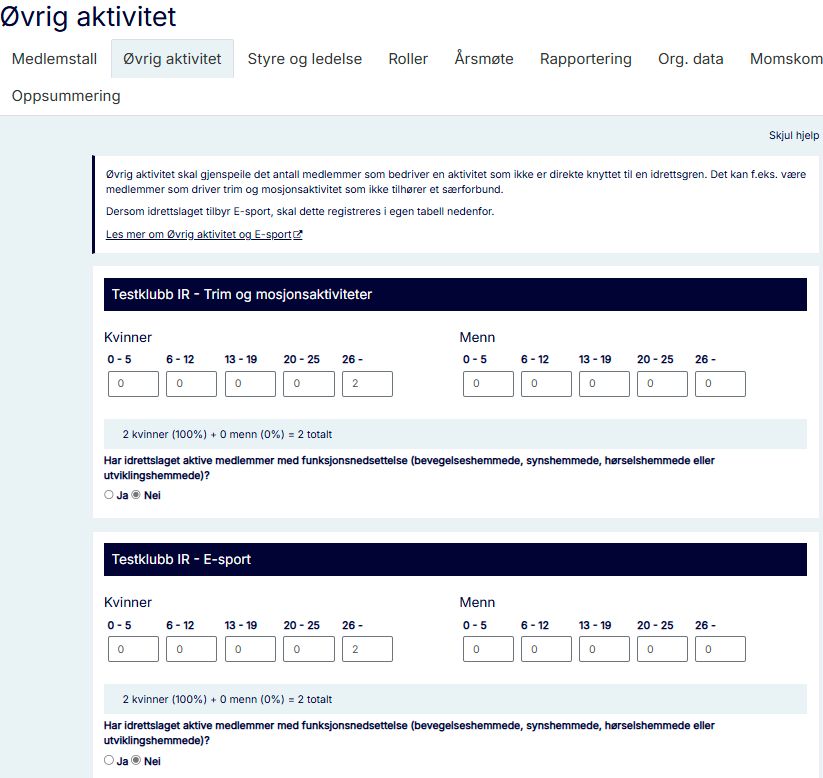 Øvrig aktivitet
Medlemstall Øvrig aktivitet Styre og ledelse Roller Årsmøte Rapportering Org. data Momskom
Oppsummering
Skjul hjelp
Øvrig aktivitet skal gjenspeile det antall medlemmer som bedriver en aktivitet som ikke er direkte knyttet til en idrettsgren. Det kan f.eks. være
medlemmer som driver trim og mosjonsaktivitet som ikke tilhører et særforbund.
Dersom idrettslaget tilbyr E-sport, skal dette registreres i egen tabell nedenfor.
Les mer om Øvrig aktivitet og E-sport
Testklubb IR - Trim og mosjonsaktiviteter
Kvinner Menn
0 - 5 6 - 12 13 - 19 20 - 25 26 - 0 - 5 6 - 12 13 - 19 20 - 25 26 -
0 0 0 0 2 0 0 0 0 0
2 kvinner (100%) + 0 menn (0%) = 2 totalt
Har idrettslaget aktive medlemmer med funksjonsnedsettelse (bevegelseshemmede, synshemmede, hørselshemmede eller
utviklingshemmede)?
Ja Nei
Testklubb IR - E-sport
Kvinner Menn
0 - 5 6 - 12 13 - 19 20 - 25 26 - 0 - 5 6 - 12 13 - 19 20 - 25 26 -
0 0 0 0 2 0 0 0 0 0
2 kvinner (100%) + 0 menn (0%) = 2 totalt
Har idrettslaget aktive medlemmer med funksjonsnedsettelse (bevegelseshemmede, synshemmede, hørselshemmede eller
utviklingshemmede)?
Ja Nei